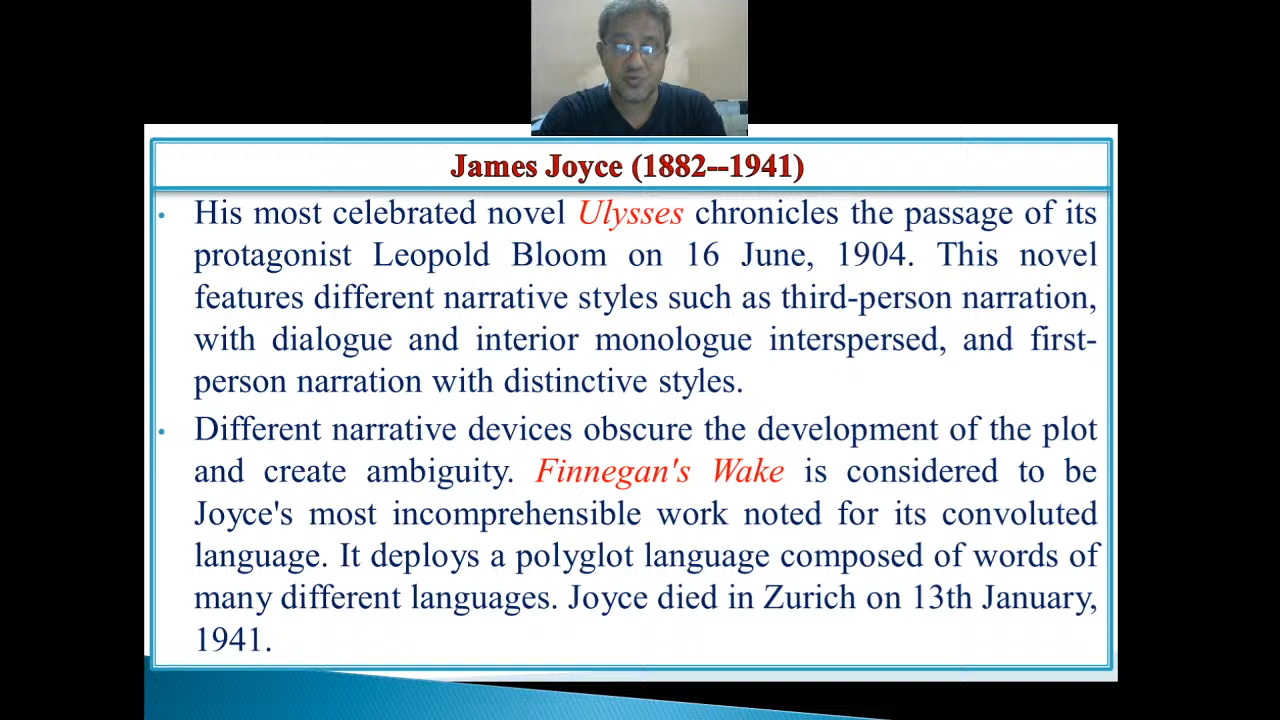 James Joyce (1882--1941)
• His most celebrated novel Ulysses chronicles the passage of its
protagonist Leopold Bloom on 16 June, 1904. This novel
features different narrative styles such as third-person narration,
with dialogue and interior monologue interspersed, and first-
person narration with distinctive styles.
• Different narrative devices obscure the development of the plot
and create ambiguity. Finnegan's Wake is considered to be
Joyce's most incomprehensible work noted for its convoluted
language. It deploys a polyglot language composed of words of
many different languages. Joyce died in Zurich on 13th January,
1941.